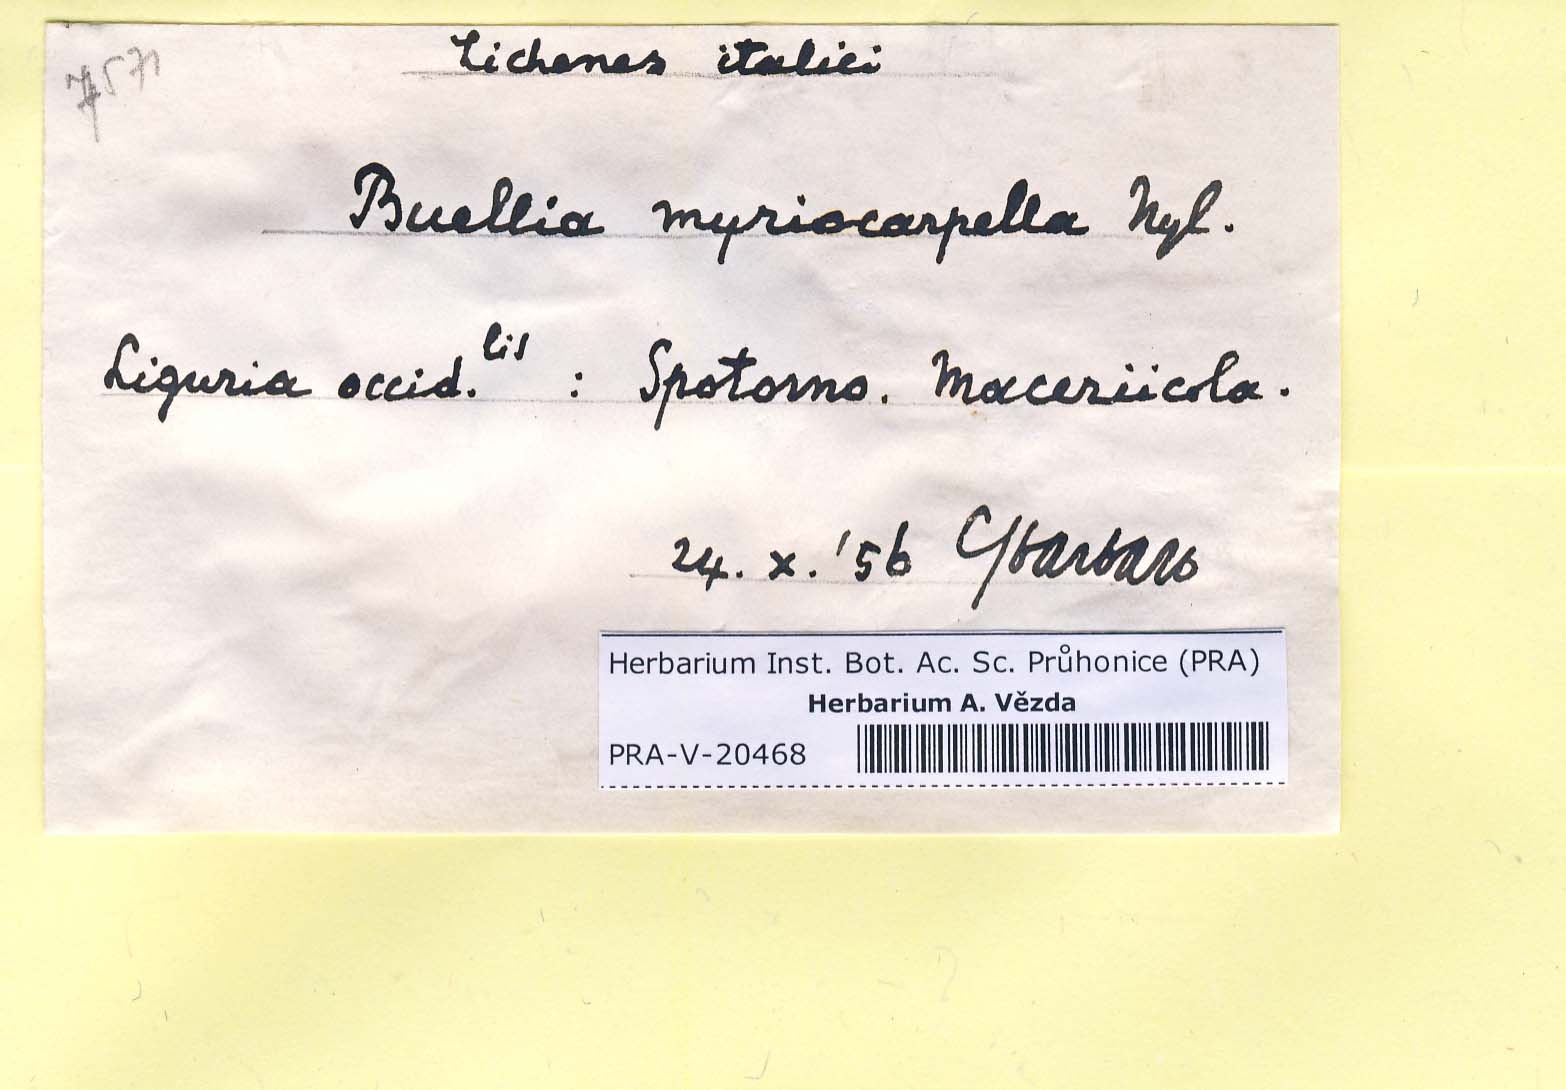 7571
Lichenes italici
Buellia myriocarpella Nyl.
Liguria occid.lis : Spotorno. Maceriicola.
24. x. '56 C Sbarbaro
Herbarium Inst. Bot. Ac. Sc. Průhonice (PRA)
Herbarium A. Vězda
PRA-V-20468